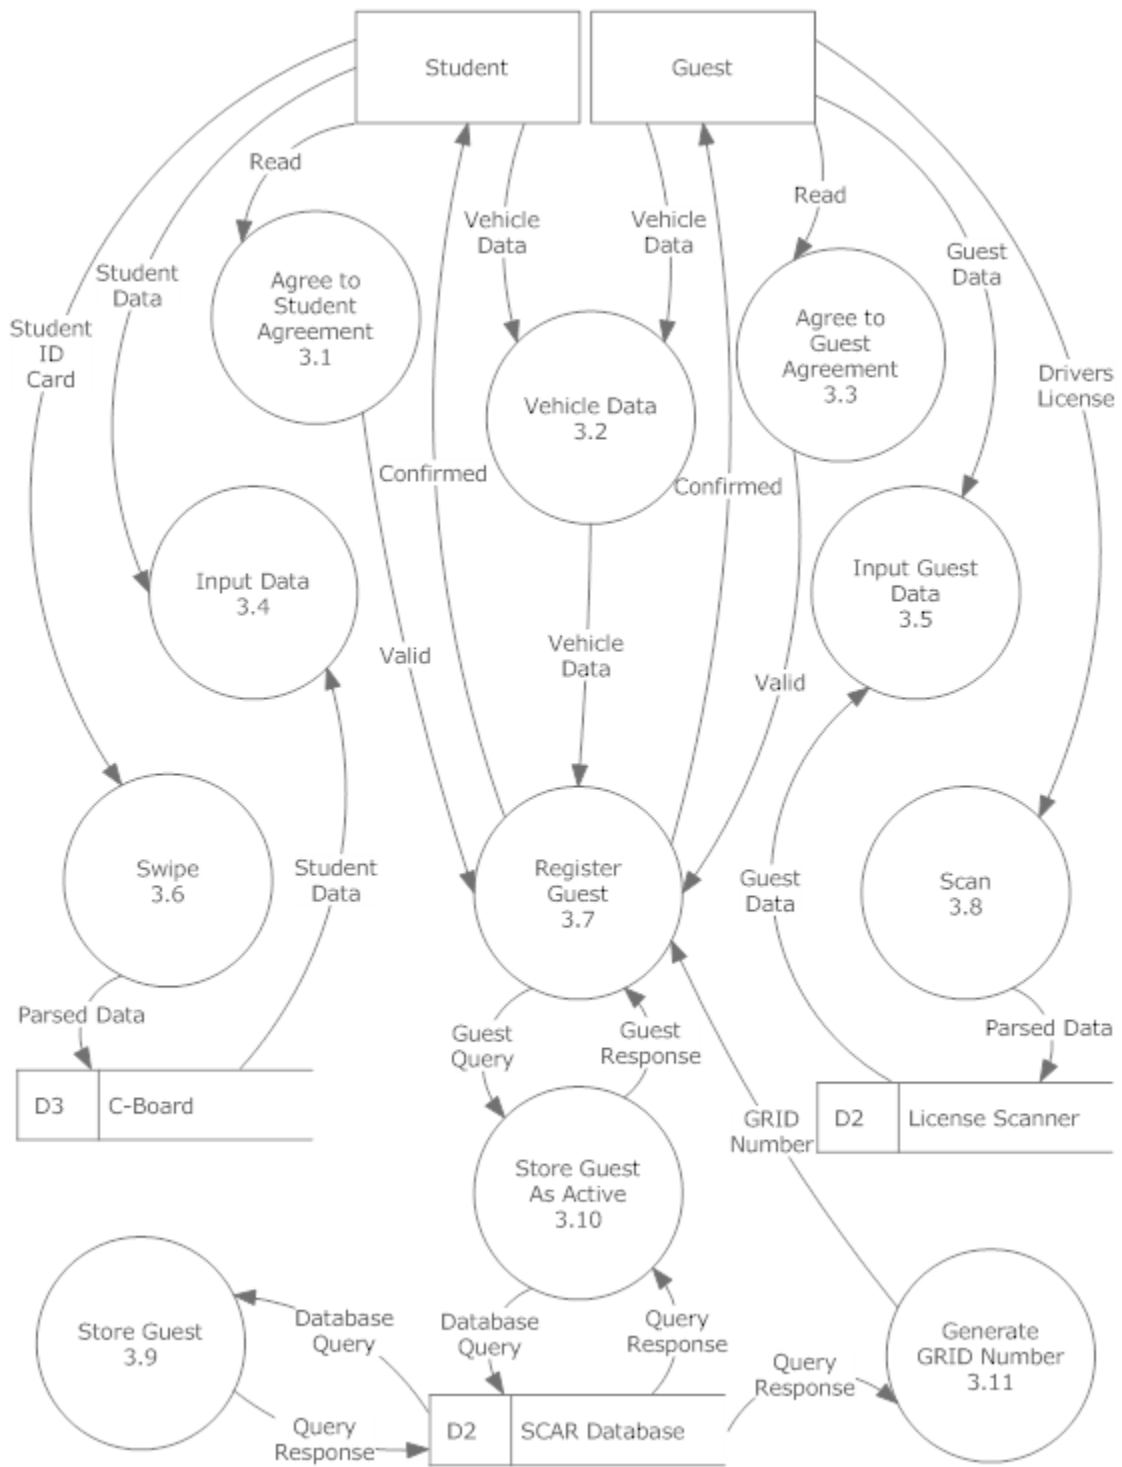 Student
Guest
Read
Read
Vehicle
Data
Vehicle
Data
Student
Data
Guest
Data
Student
ID
Card
Agree to
Student
Agreement
3.1
Agree to
Guest
Agreement
3.3
Drivers
License
Vehicle Data
3.2
Confirmed
Confirmed
Input Data
3.4
Input Guest
Data
3.5
Valid
Vehicle
Data
Valid
Swipe
3.6
Student
Data
Register
Guest
3.7
Guest
Data
Scan
3.8
Parsed Data
Guest
Query
Guest
Response
Parsed Data
D3
C-Board
GRID
Number
D2
License Scanner
Store Guest
As Active
3.10
Store Guest
3.9
Database
Query
Database
Query
Query
Response
Generate
GRID Number
3.11
Query
Response
Query
Response
D2
SCAR Database